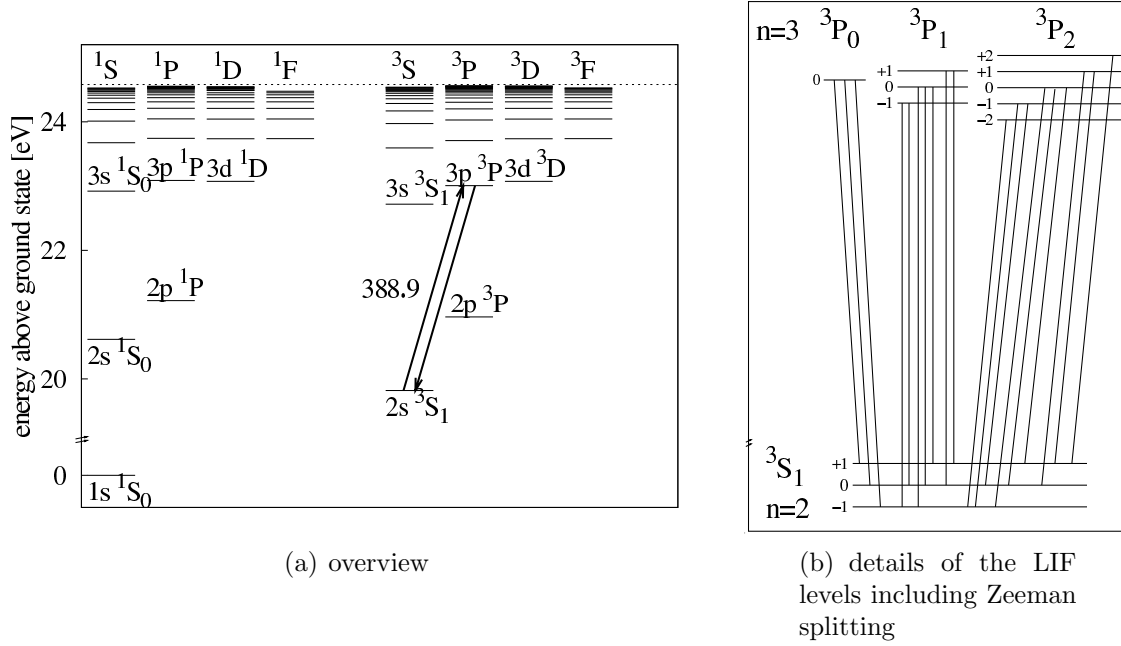 ¹S ¹P ¹D ¹F ³S ³P ³D ³F
energy above ground state [eV]
24
22
20
0
3s ¹S₀ 3p ¹P 3d ¹D
3s ³S₁ 3p ³P 3d ³D
2p ¹P
388.9
2p ³P
2s ¹S₀
2s ³S₁
1s ¹S₀
(a) overview
n=3 ³P₀ ³P₁ ³P₂
0
+1
0
−1
+2
+1
0
−1
−2
³S₁
n=2
+1
0
−1
(b) details of the LIF
levels including Zeeman
splitting